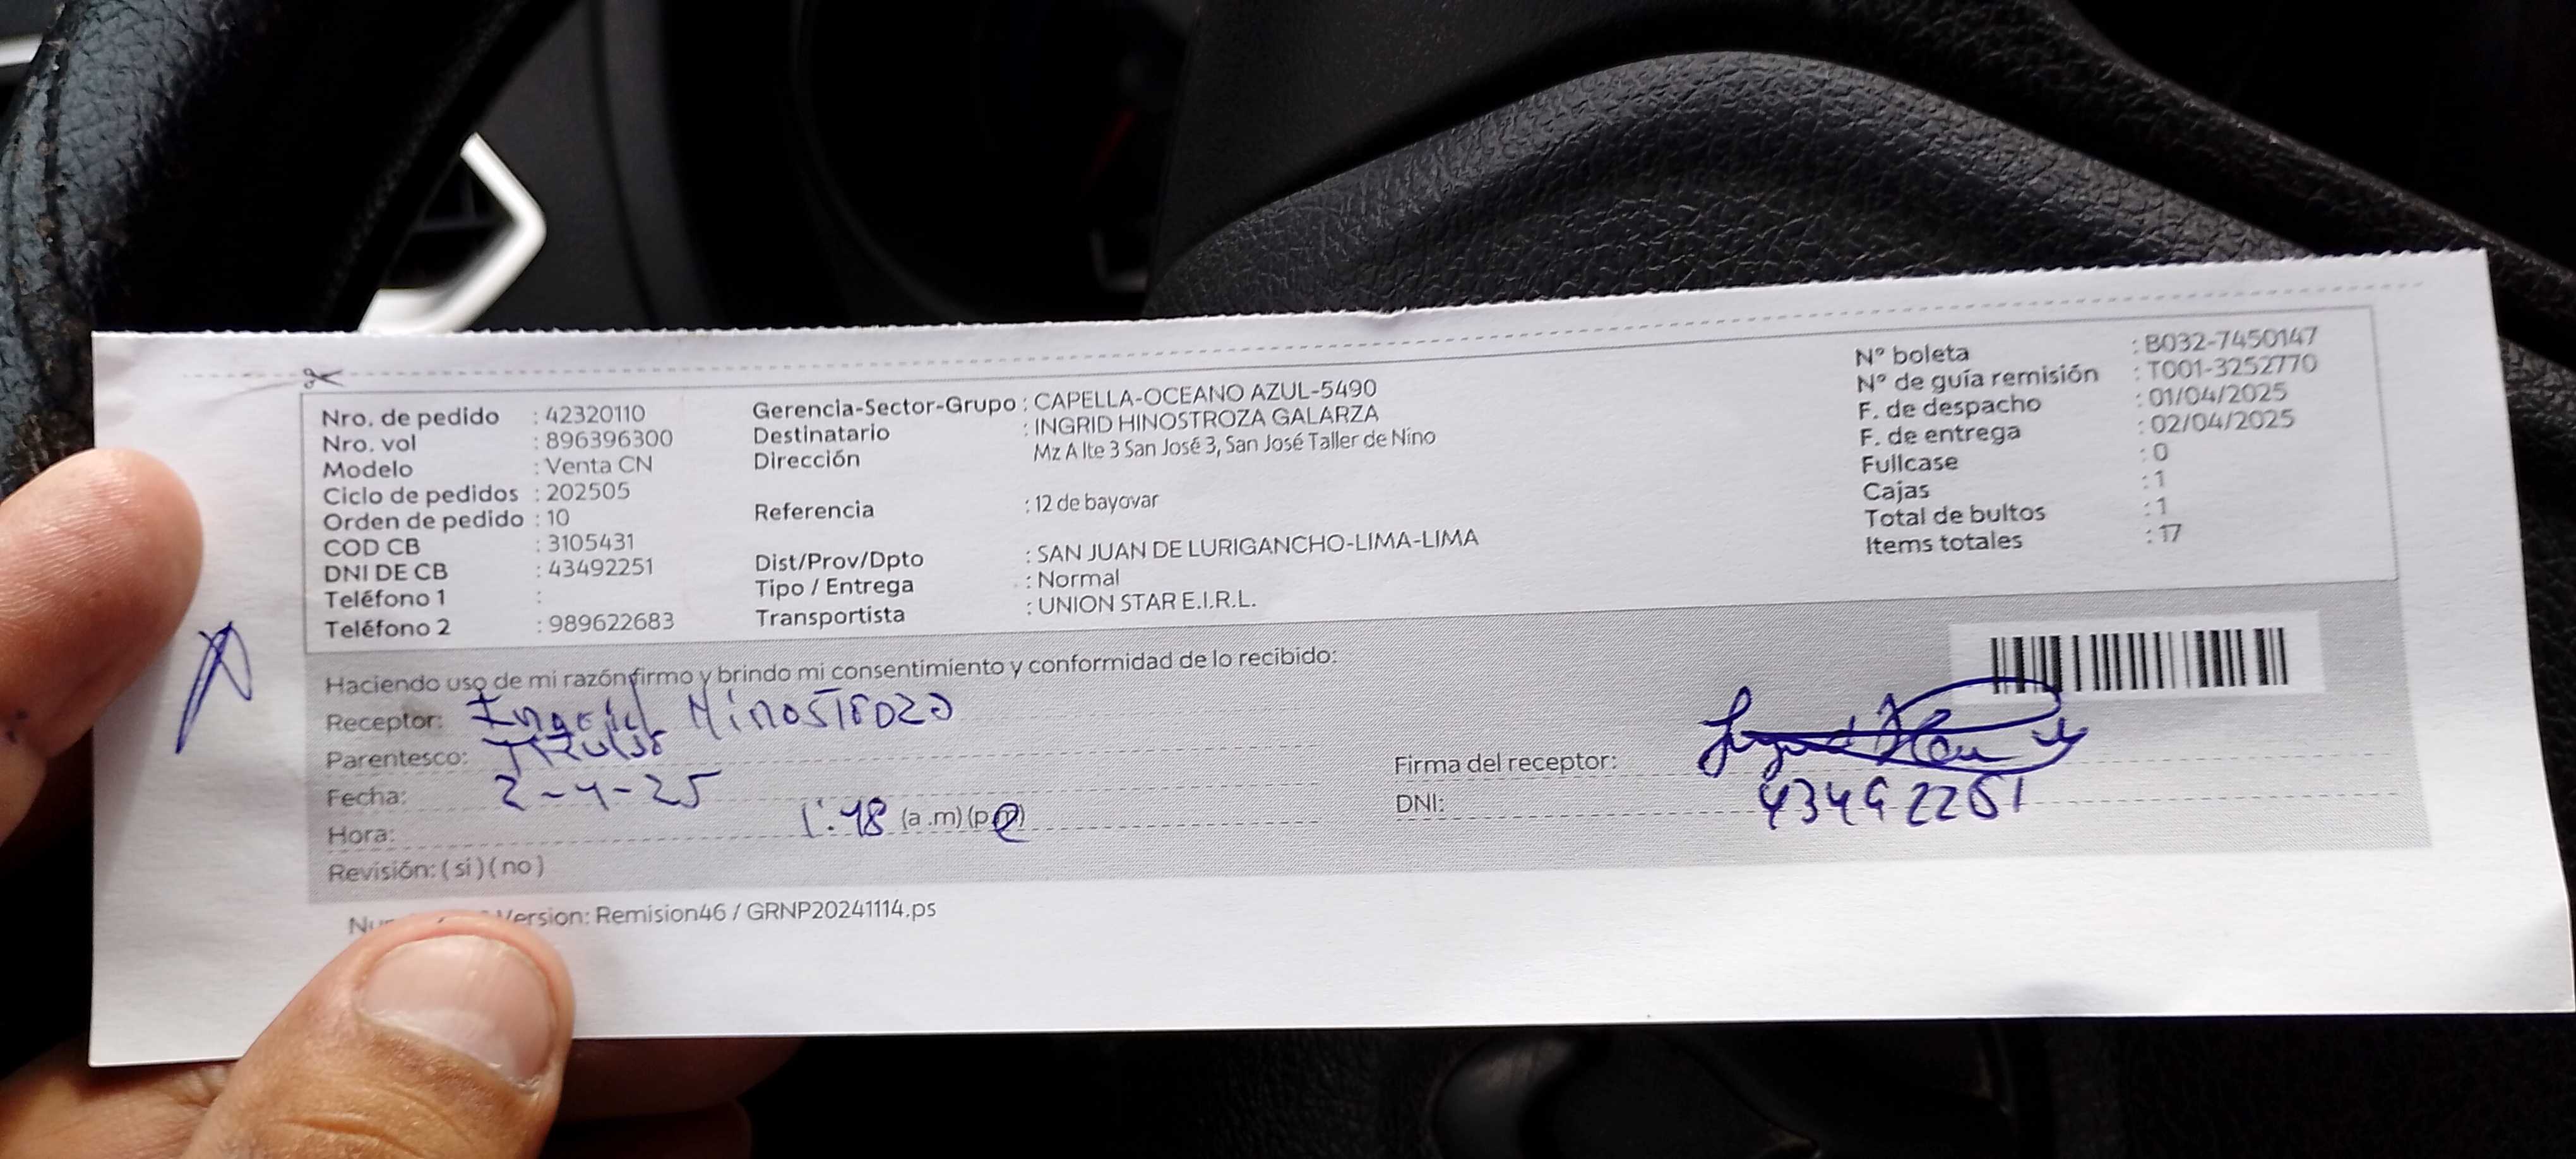 Nro. de pedido : 42320110
Nro. vol : 896396300
Modelo : Venta CN
Ciclo de pedidos : 202505
Orden de pedido : 10
COD CB : 3105431
DNI DE CB : 43492251
Teléfono 1 :
Teléfono 2 : 989622683
Gerencia-Sector-Grupo : CAPELLA-OCEANO AZUL-5490
Destinatario : INGRID HINOSTROZA GALARZA
Dirección Mz A lte 3 San José 3, San José Taller de Nino
Referencia : 12 de bayovar
Dist/Prov/Dpto : SAN JUAN DE LURIGANCHO-LIMA-LIMA
Tipo / Entrega : Normal
Transportista : UNION STAR E.I.R.L.
N° boleta : B032-7450147
N° de guía remisión : T001-3252770
F. de despacho : 01/04/2025
F. de entrega : 02/04/2025
Fullcase : 0
Cajas : 1
Total de bultos : 1
Items totales : 17
Haciendo uso de mi razón firmo y brindo mi consentimiento y conformidad de lo recibido:
Receptor: Ingrid Hinostroza
Parentesco: Titular
Fecha: 2-4-25
Hora: 1:48 (a .m) (p.m)
Revisión: ( si ) ( no )
Firma del receptor:
DNI: 43492251
Version: Remision46 / GRNP20241114.ps